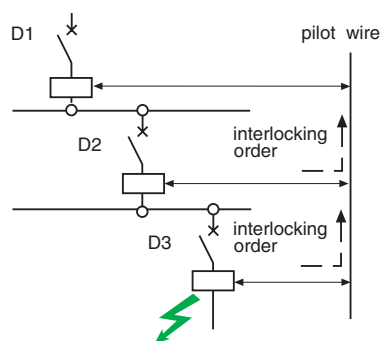 D1
pilot wire
interlocking
order
D2
interlocking
order
D3